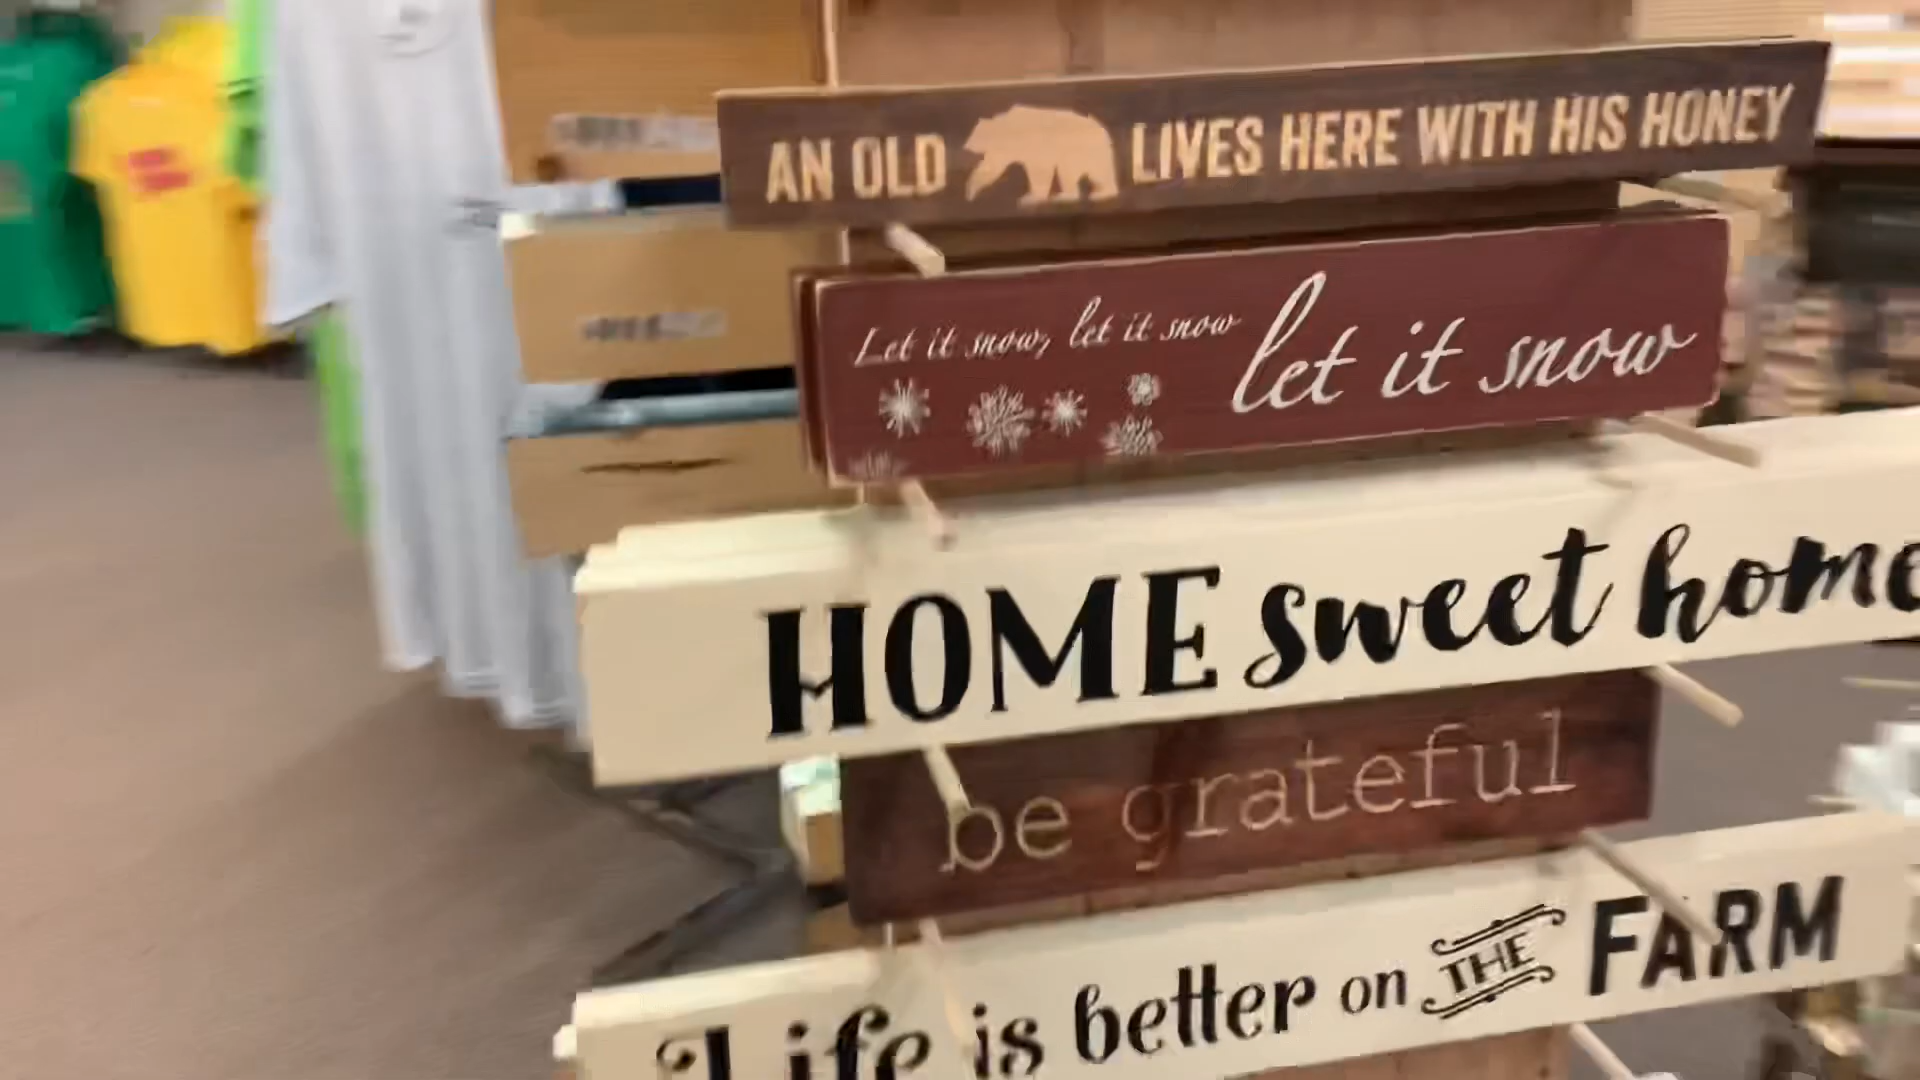 AN OLD LIVES HERE WITH HIS HONEY
Let it snow, let it snow let it snow
HOME sweet home
be grateful
Life is better on THE FARM